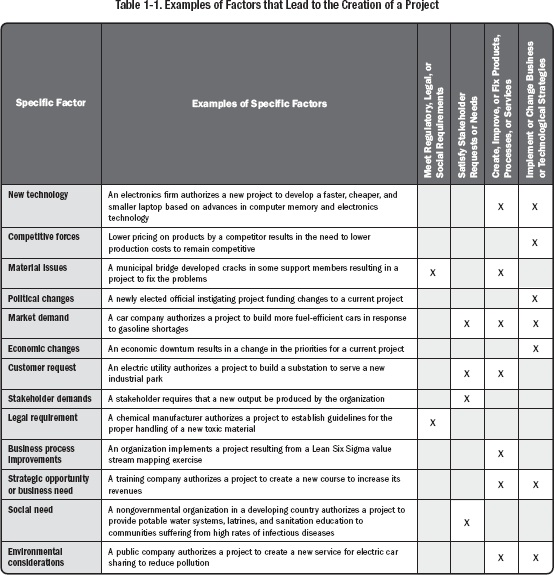 Table 1-1. Examples of Factors that Lead to the Creation of a Project
Specific Factor
Examples of Specific Factors
Meet Regulatory, Legal, or
Social Requirements
Satisfy Stakeholder
Requests or Needs
Create, Improve, or Fix Products,
Processes, or Services
Implement or Change Business
or Technological Strategies
New technology
An electronics firm authorizes a new project to develop a faster, cheaper, and
smaller laptop based on advances in computer memory and electronics
technology
X X
Competitive forces
Lower pricing on products by a competitor results in the need to lower
production costs to remain competitive
X
Material issues
A municipal bridge developed cracks in some support members resulting in a
project to fix the problems
X X
Political changes
A newly elected official instigating project funding changes to a current project
X
Market demand
A car company authorizes a project to build more fuel-efficient cars in response
to gasoline shortages
X X X
Economic changes
An economic downturn results in a change in the priorities for a current project
X
Customer request
An electric utility authorizes a project to build a substation to serve a new
industrial park
X X
Stakeholder demands
A stakeholder requires that a new output be produced by the organization
X
Legal requirement
A chemical manufacturer authorizes a project to establish guidelines for the
proper handling of a new toxic material
X
Business process
improvements
An organization implements a project resulting from a Lean Six Sigma value
stream mapping exercise
X
Strategic opportunity
or business need
A training company authorizes a project to create a new course to increase its
revenues
X X
Social need
A nongovernmental organization in a developing country authorizes a project to
provide potable water systems, latrines, and sanitation education to
communities suffering from high rates of infectious diseases
X
Environmental
considerations
A public company authorizes a project to create a new service for electric car
sharing to reduce pollution
X X